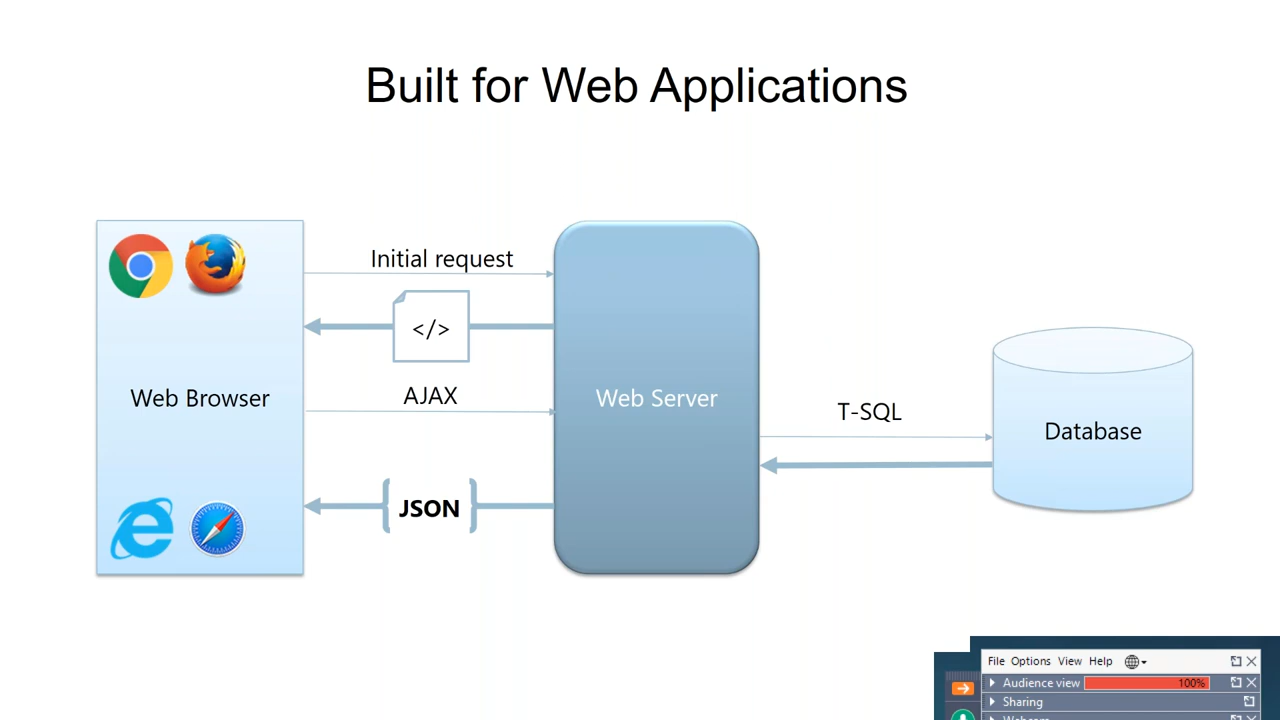 Built for Web Applications
Initial request
</>
Web Browser
AJAX
Web Server
T-SQL
Database
JSON
File Options View Help
Audience view 100%
Sharing